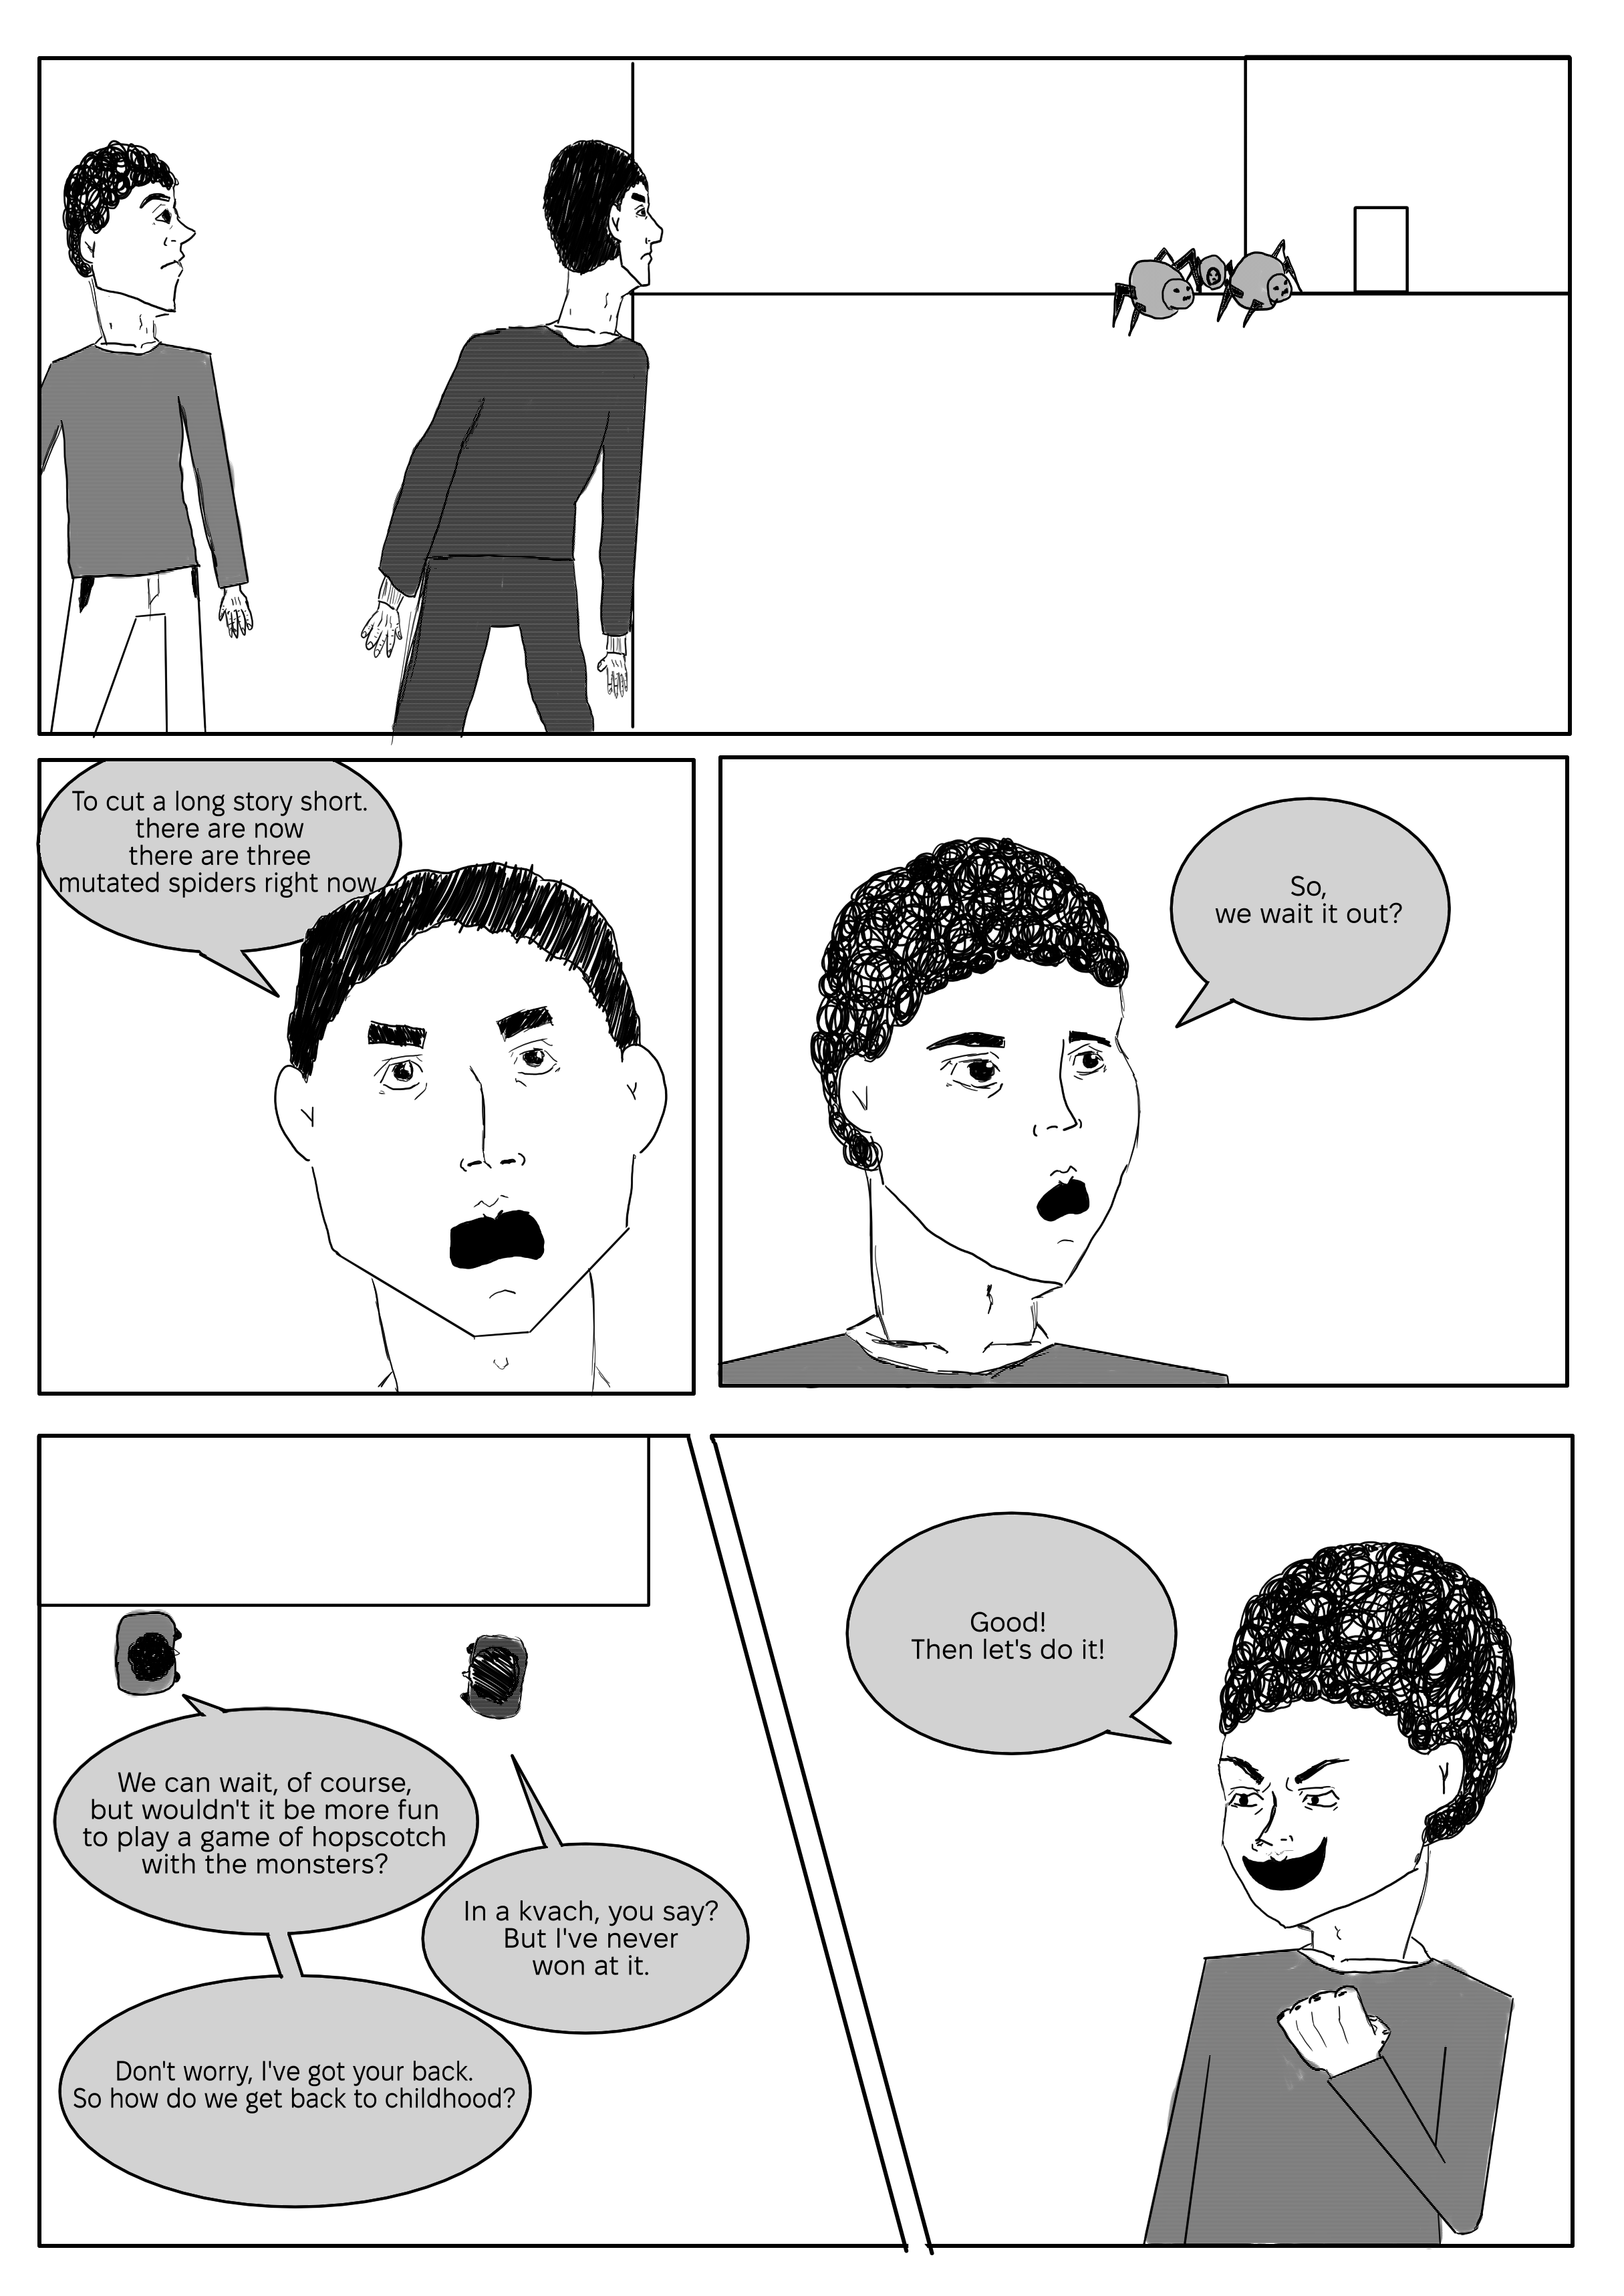 To cut a long story short.
there are now
there are three
mutated spiders right now
So,
we wait it out?
We can wait, of course,
but wouldn't it be more fun
to play a game of hopscotch
with the monsters?
In a kvach, you say?
But I've never
won at it.
Don't worry, I've got your back.
So how do we get back to childhood?
Good!
Then let's do it!